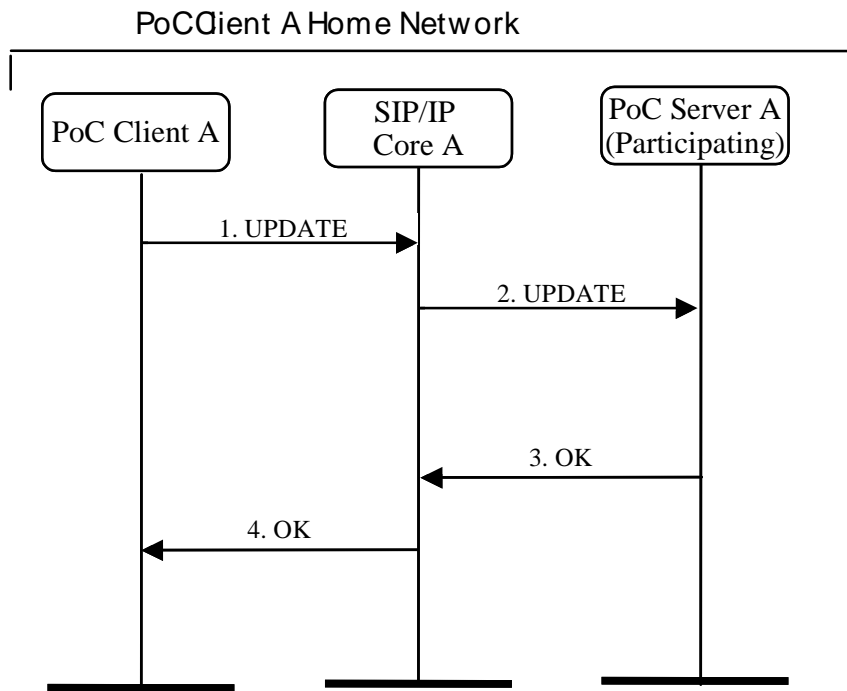 PoCClient A Home Network
PoC Client A
SIP/IP
Core A
PoC Server A
(Participating)
1. UPDATE
2. UPDATE
3. OK
4. OK